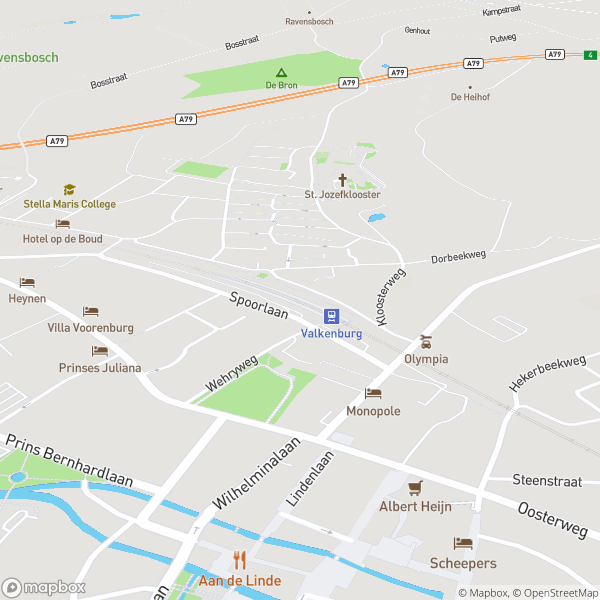 Ravensbosch
Kampstraat
Genhout
Putweg
Bosstraat
A79
4
vensbosch
Bosstraat
De Bron
A79
A79
A79
De Heihof
A79
A79
St. Jozefklooster
Stella Maris College
Hotel op de Boud
Dorbeekweg
Heynen
Kloosterweg
Spoorlaan
Villa Voorenburg
Valkenburg
Olympia
Prinses Juliana
Wehryweg
Hekerbeekweg
Monopole
Prins Bernhardlaan
Wilhelminalaan
Lindenlaan
Steenstraat
Albert Heijn
Oosterweg
Scheepers
Aan de Linde
aan
mapbox
© Mapbox, © OpenStreetMap